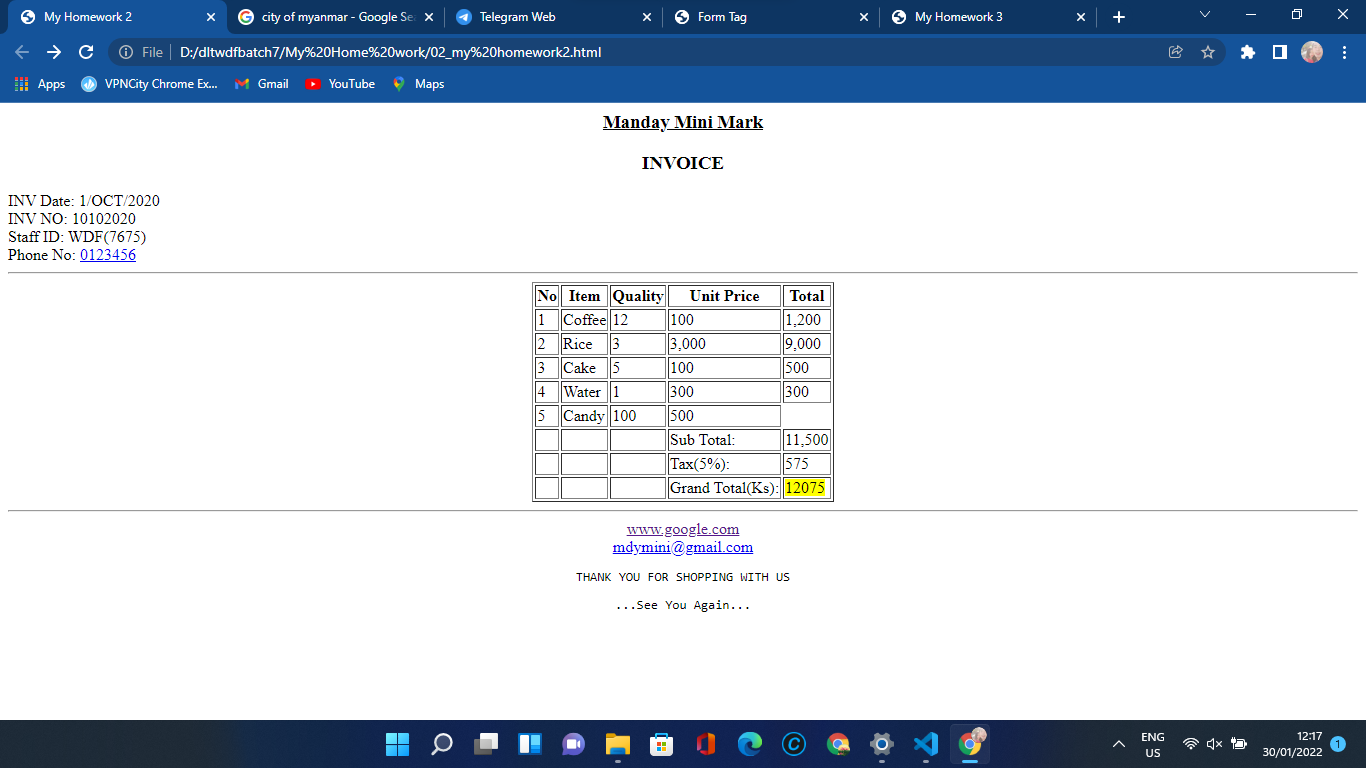 My Homework 2
city of myanmar - Google Se
Telegram Web
Form Tag
My Homework 3
File
D:/dltwdfbatch7/My%20Home%20work/02_my%20homework2.html
Apps
VPNCity Chrome Ex...
Gmail
YouTube
Maps
Manday Mini Mark
INVOICE
INV Date: 1/OCT/2020
INV NO: 10102020
Staff ID: WDF(7675)
Phone No: 0123456
No Item Quality Unit Price Total
1 Coffee 12 100 1,200
2 Rice 3 3,000 9,000
3 Cake 5 100 500
4 Water 1 300 300
5 Candy 100 500
Sub Total: 11,500
Tax(5%): 575
Grand Total(Ks): 12075
www.google.com
mdymini@gmail.com
THANK YOU FOR SHOPPING WITH US
...See You Again...
ENG
US
12:17
30/01/2022
1